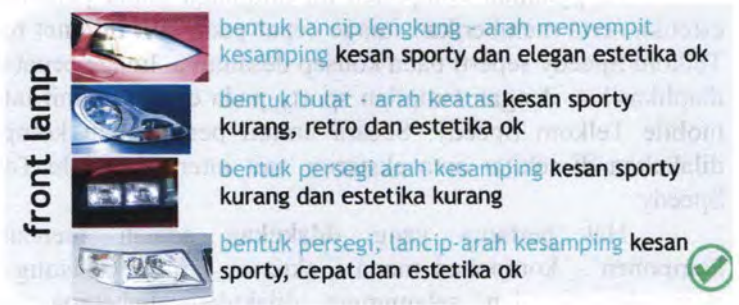 front lamp
bentuk lancip lengkung - arah menyempit
kesamping kesan sporty dan elegan estetika ok
bentuk bulat - arah keatas kesan sporty
kurang, retro dan estetika ok
bentuk persegi arah kesamping kesan sporty
kurang dan estetika kurang
bentuk persegi, lancip-arah kesamping kesan
sporty, cepat dan estetika ok